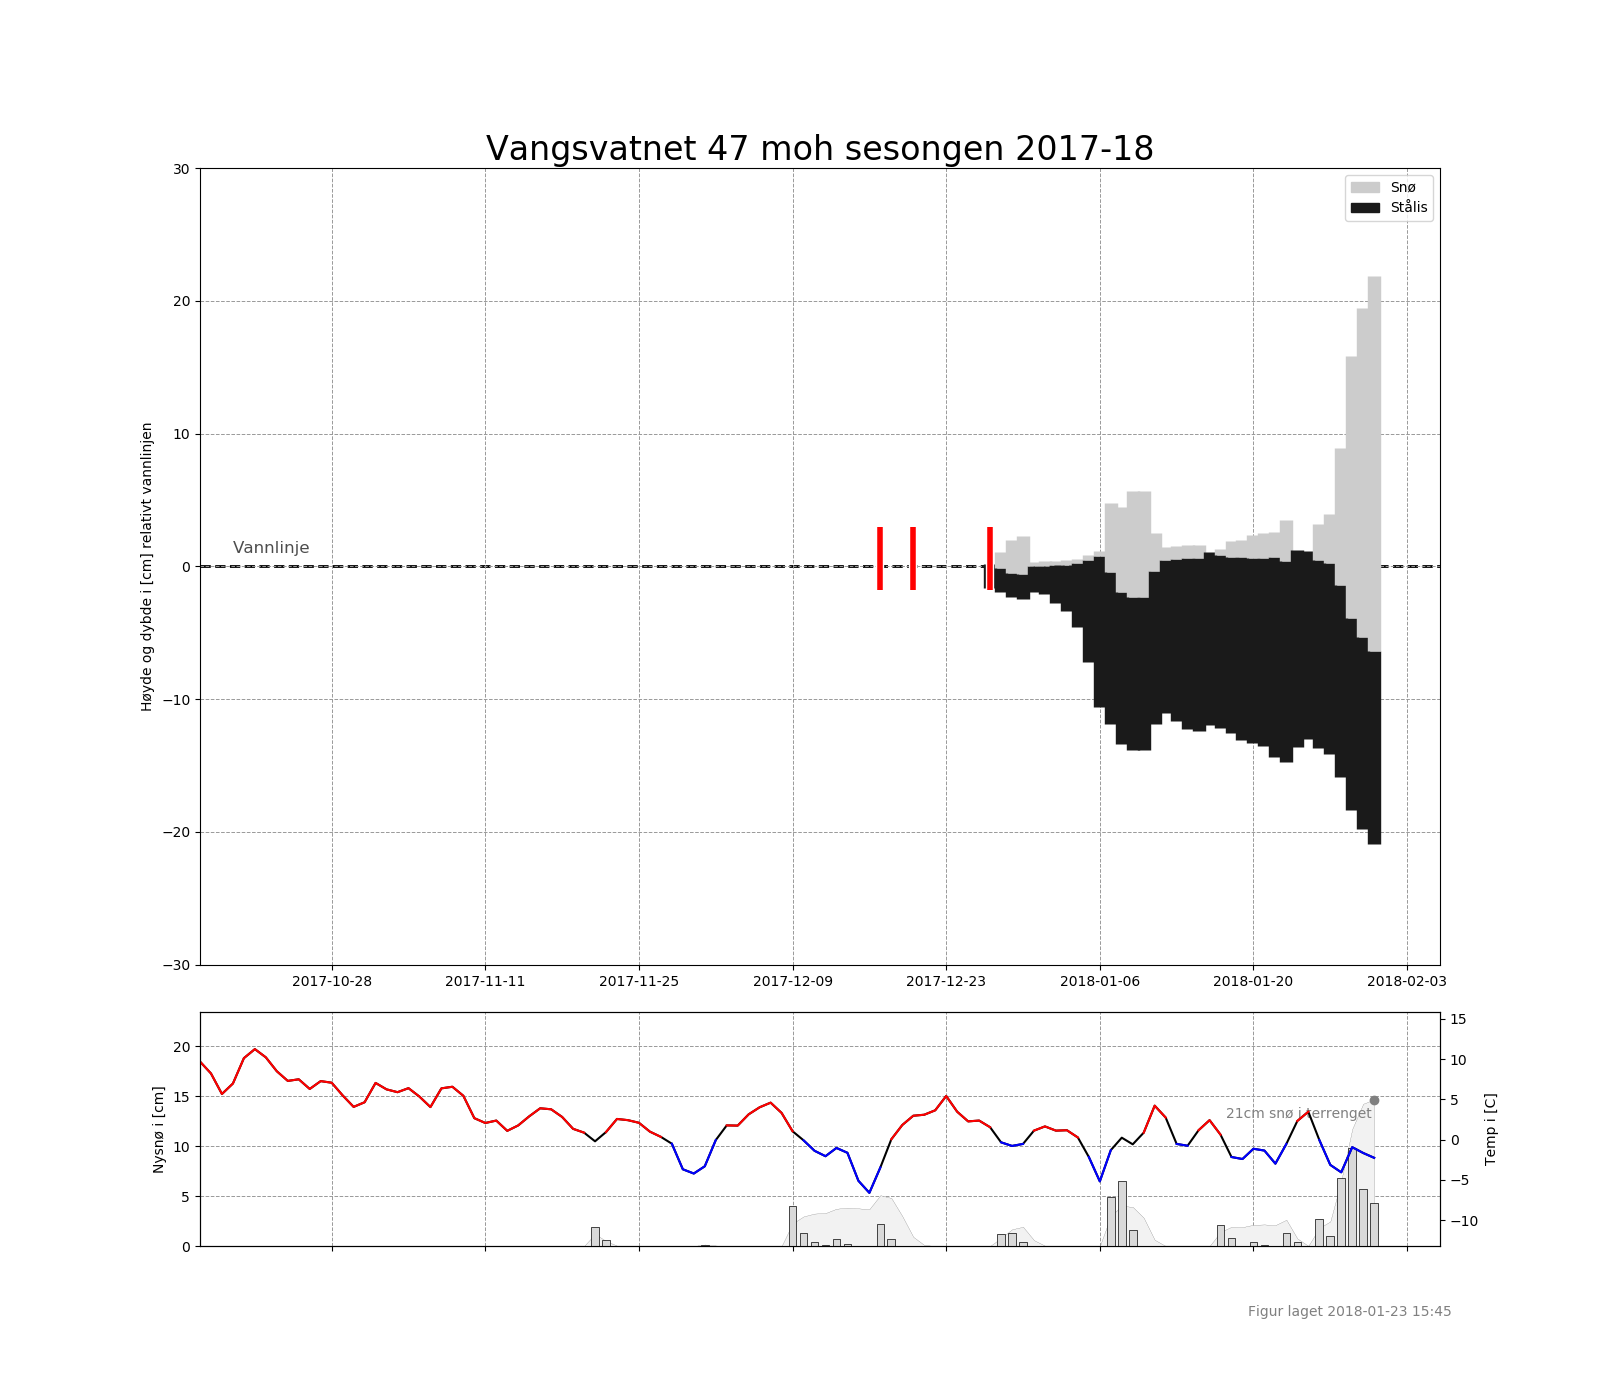 Vangsvatnet 47 moh sesongen 2017-18
Snø
Stålis
30
20
10
0
−10
−20
−30
Høyde og dybde i [cm] relativt vannlinjen
Vannlinje
2017-10-28
2017-11-11
2017-11-25
2017-12-09
2017-12-23
2018-01-06
2018-01-20
2018-02-03
20
15
10
5
0
Nysnø i [cm]
21cm snø i terrenget
15
10
5
0
−5
−10
Temp i [C]
Figur laget 2018-01-23 15:45